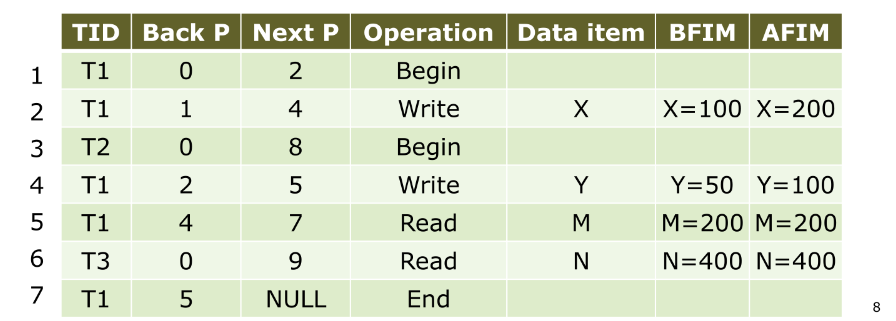 TID Back P Next P Operation Data item BFIM AFIM
1 T1 0 2 Begin
2 T1 1 4 Write X X=100 X=200
3 T2 0 8 Begin
4 T1 2 5 Write Y Y=50 Y=100
5 T1 4 7 Read M M=200 M=200
6 T3 0 9 Read N N=400 N=400
7 T1 5 NULL End
8